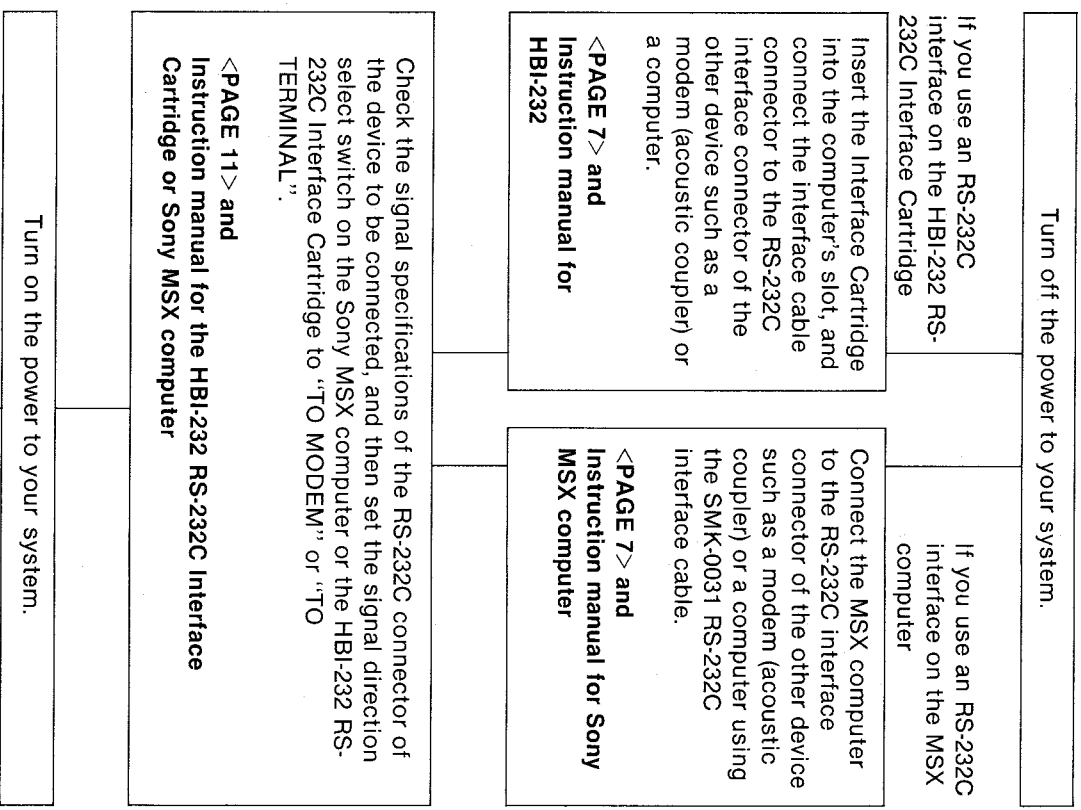 Turn off the power to your system.
If you use an RS-232C
interface on the HBI-232 RS-
232C Interface Cartridge
If you use an RS-232C
interface on the MSX
computer
Insert the Interface Cartridge
into the computer's slot, and
connect the interface cable
connector to the RS-232C
interface connector of the
other device such as a
modem (acoustic coupler) or
a computer.
<PAGE 7> and
Instruction manual for
HBI-232
Connect the MSX computer
to the RS-232C interface
connector of the other device
such as a modem (acoustic
coupler) or a computer using
the SMK-0031 RS-232C
interface cable.
<PAGE 7> and
Instruction manual for Sony
MSX computer
Check the signal specifications of the RS-232C connector of
the device to be connected, and then set the signal direction
select switch on the Sony MSX computer or the HBI-232 RS-
232C Interface Cartridge to "TO MODEM" or "TO
TERMINAL".
<PAGE 11> and
Instruction manual for the HBI-232 RS-232C Interface
Cartridge or Sony MSX computer
Turn on the power to your system.